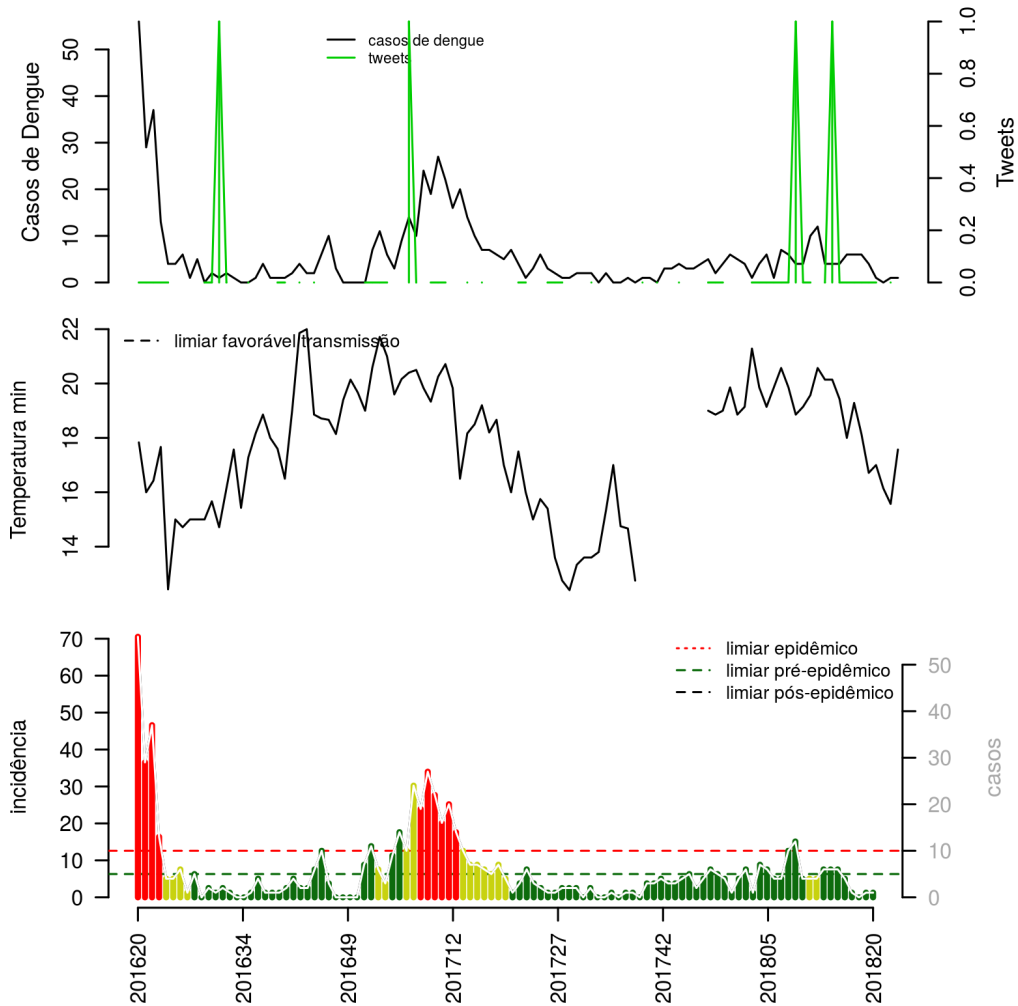 casos de dengue
tweets
Casos de Dengue
0 10 20 30 40 50
Tweets
0.0 0.2 0.4 0.6 0.8 1.0
limiar favorável transmissão
Temperatura min
14 16 18 20 22
limiar epidêmico
limiar pré-epidêmico
limiar pós-epidêmico
incidência
0 10 20 30 40 50 60 70
casos
0 10 20 30 40 50
201620 201634 201649 201712 201727 201742 201805 201820